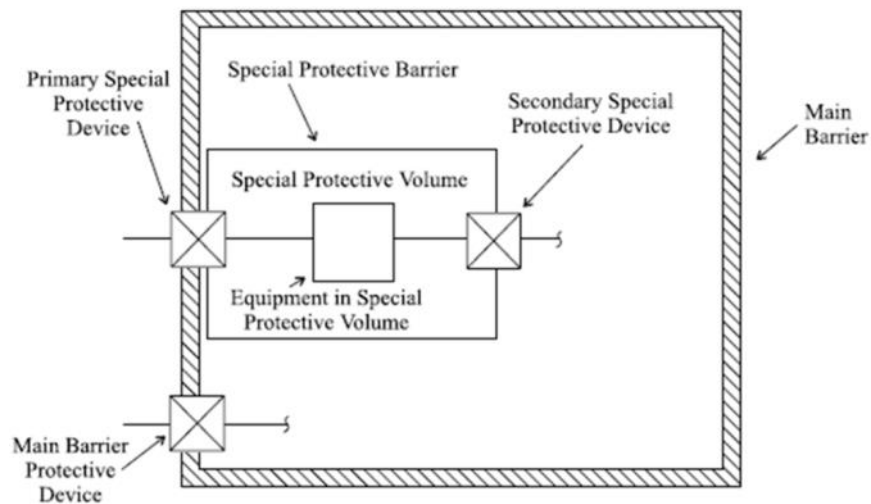 Special Protective Barrier
Primary Special
Protective
Device
Secondary Special
Protective Device
Main
Barrier
Special Protective Volume
Equipment in Special
Protective Volume
Main Barrier
Protective
Device